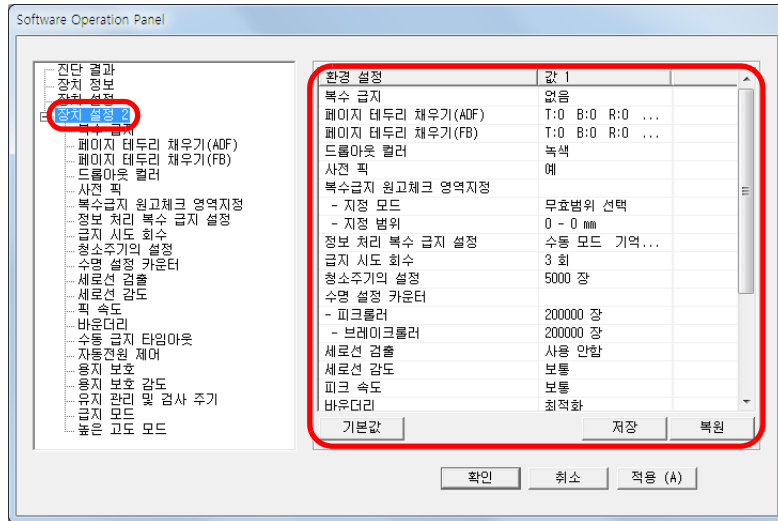 Software Operation Panel
진단 결과
장치 정보
장치 설정
장치 설정 2
복수 급지
페이지 테두리 채우기(ADF)
페이지 테두리 채우기(FB)
드롭아웃 컬러
사전 픽
복수급지 원고체크 영역지정
정보 처리 복수 급지 설정
급지 시도 회수
청소주기의 설정
수명 설정 카운터
세로선 검출
세로선 감도
픽 속도
바운더리
수동 급지 타임아웃
자동전원 제어
용지 보호
용지 보호 감도
유지 관리 및 검사 주기
급지 모드
높은 고도 모드
환경 설정 값 1
복수 급지 없음
페이지 테두리 채우기(ADF) T:0 B:0 R:0 ...
페이지 테두리 채우기(FB) T:0 B:0 R:0 ...
드롭아웃 컬러 녹색
사전 픽 예
복수급지 원고체크 영역지정
- 지정 모드 무효범위 선택
- 지정 범위 0 - 0 mm
정보 처리 복수 급지 설정 수동 모드 기억...
급지 시도 회수 3 회
청소주기의 설정 5000 장
수명 설정 카운터
- 피크롤러 200000 장
- 브레이크롤러 200000 장
세로선 검출 사용 안함
세로선 감도 보통
피크 속도 보통
바운더리 최적화
기본값 저장 복원
확인 취소 적용 (A)